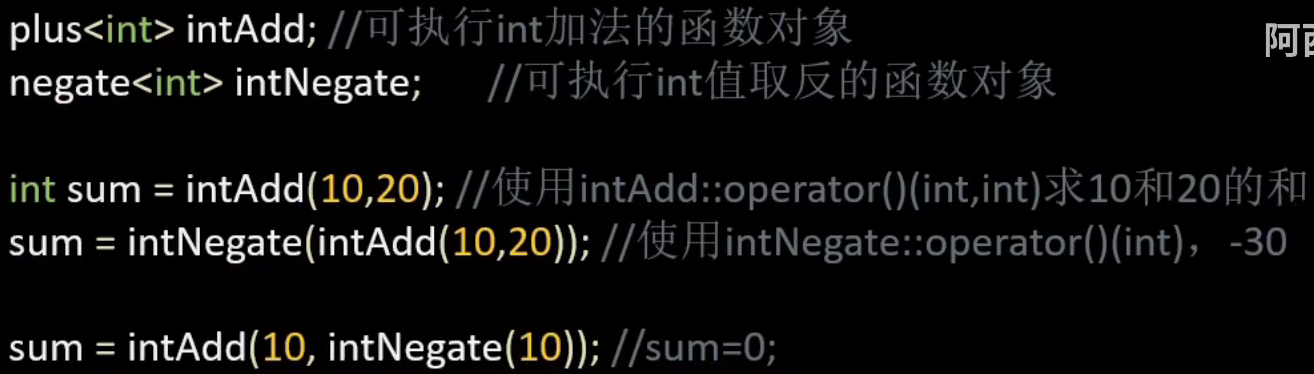 plus<int> intAdd; //可执行int加法的函数对象
阿西
negate<int> intNegate; //可执行int值取反的函数对象
int sum = intAdd(10,20); //使用intAdd::operator()(int,int)求10和20的和
sum = intNegate(intAdd(10,20)); //使用intNegate::operator()(int)，-30
sum = intAdd(10, intNegate(10)); //sum=0;